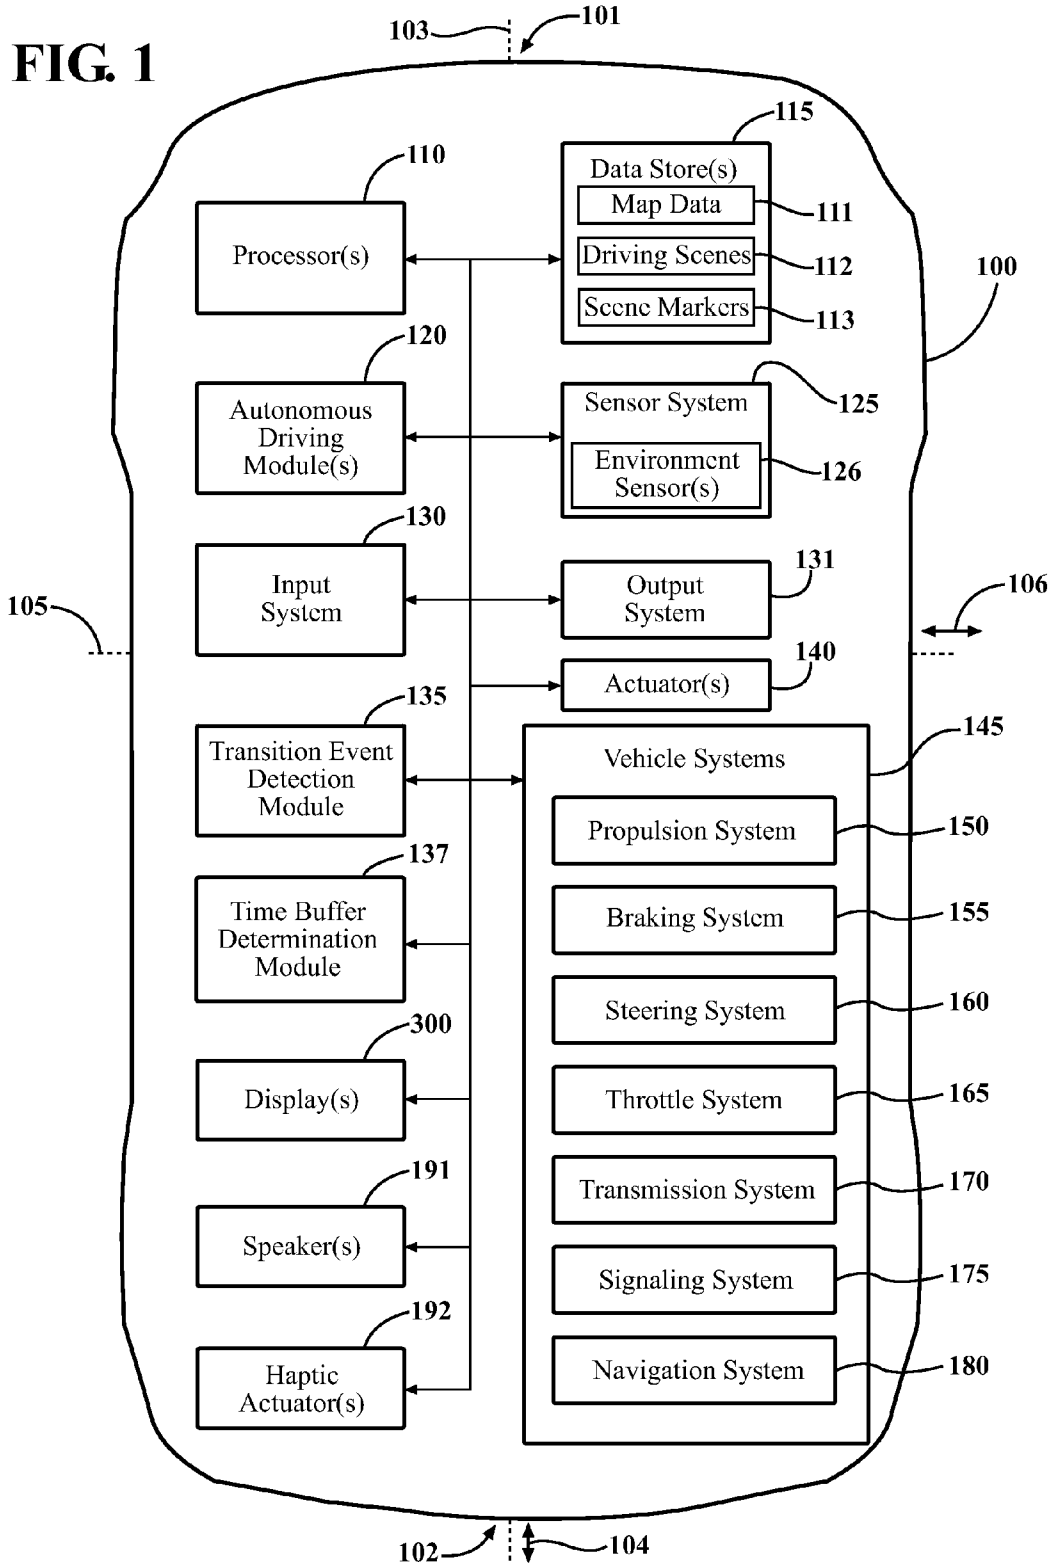 FIG. 1
103
101
115
110
Data Store(s)
Map Data
111
Processor(s)
Driving Scenes
112
100
Scene Markers
113
120
Autonomous
Driving
Module(s)
Sensor System
125
Environment
Sensor(s)
126
130
Input
System
131
Output
System
105
106
140
Actuator(s)
135
Transition Event
Detection
Module
145
Vehicle Systems
Propulsion System
150
137
Time Buffer
Determination
Module
Braking System
155
Steering System
160
300
Display(s)
Throttle System
165
191
Speaker(s)
Transmission System
170
Signaling System
175
192
Haptic
Actuator(s)
Navigation System
180
102
104